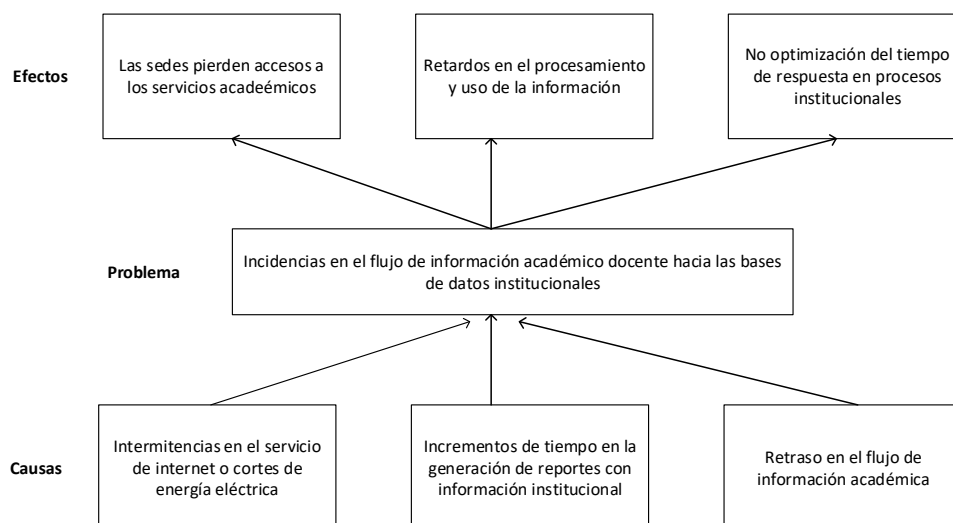 Efectos
Las sedes pierden accesos a
los servicios acadeémicos
Retardos en el procesamiento
y uso de la información
No optimización del tiempo
de respuesta en procesos
institucionales
Problema
Incidencias en el flujo de información académico docente hacia las bases
de datos institucionales
Causas
Intermitencias en el servicio
de internet o cortes de
energía eléctrica
Incrementos de tiempo en la
generación de reportes con
información institucional
Retraso en el flujo de
información académica